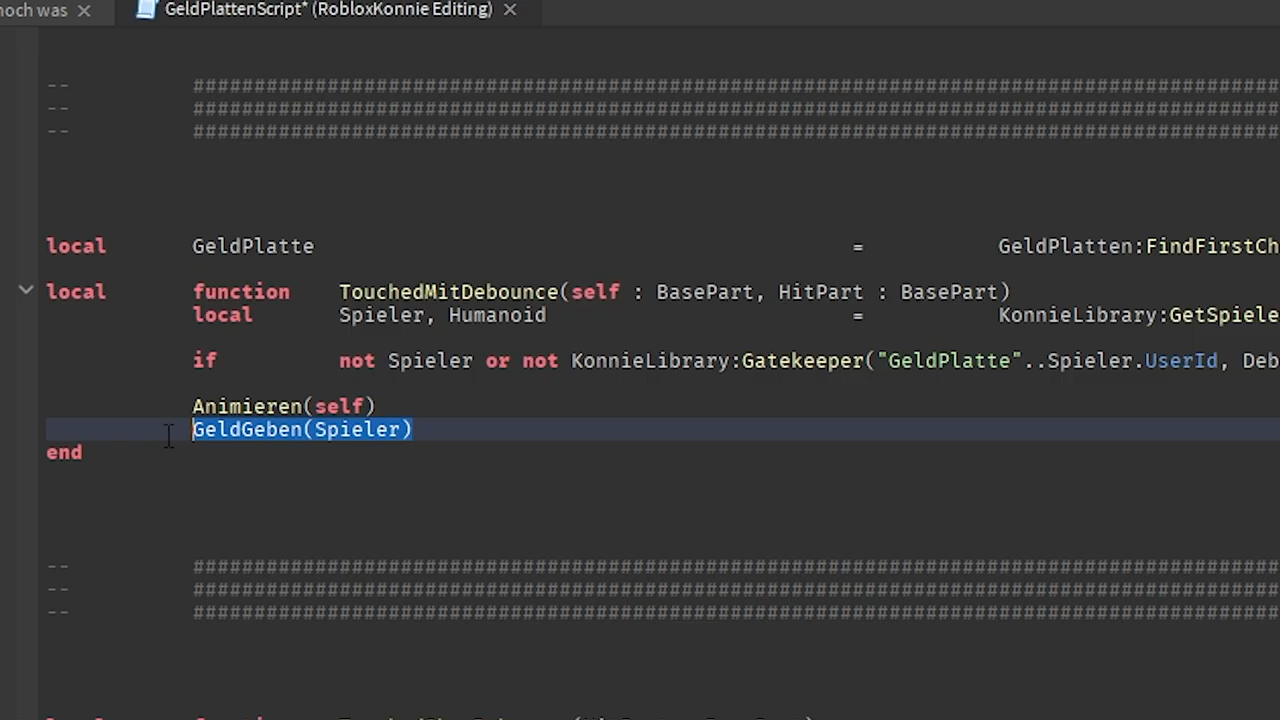 noch was ×
GeldPlattenScript* (RobloxKonnie Editing) ×
-- #########################################################################################
-- #########################################################################################
-- #########################################################################################
local GeldPlatte = GeldPlatten:FindFirstCh
local function TouchedMitDebounce(self : BasePart, HitPart : BasePart)
local Spieler, Humanoid = KonnieLibrary:GetSpiele
if not Spieler or not KonnieLibrary:Gatekeeper("GeldPlatte"..Spieler.UserId, Deb
Animieren(self)
GeldGeben(Spieler)
end
-- #########################################################################################
-- #########################################################################################
-- #########################################################################################